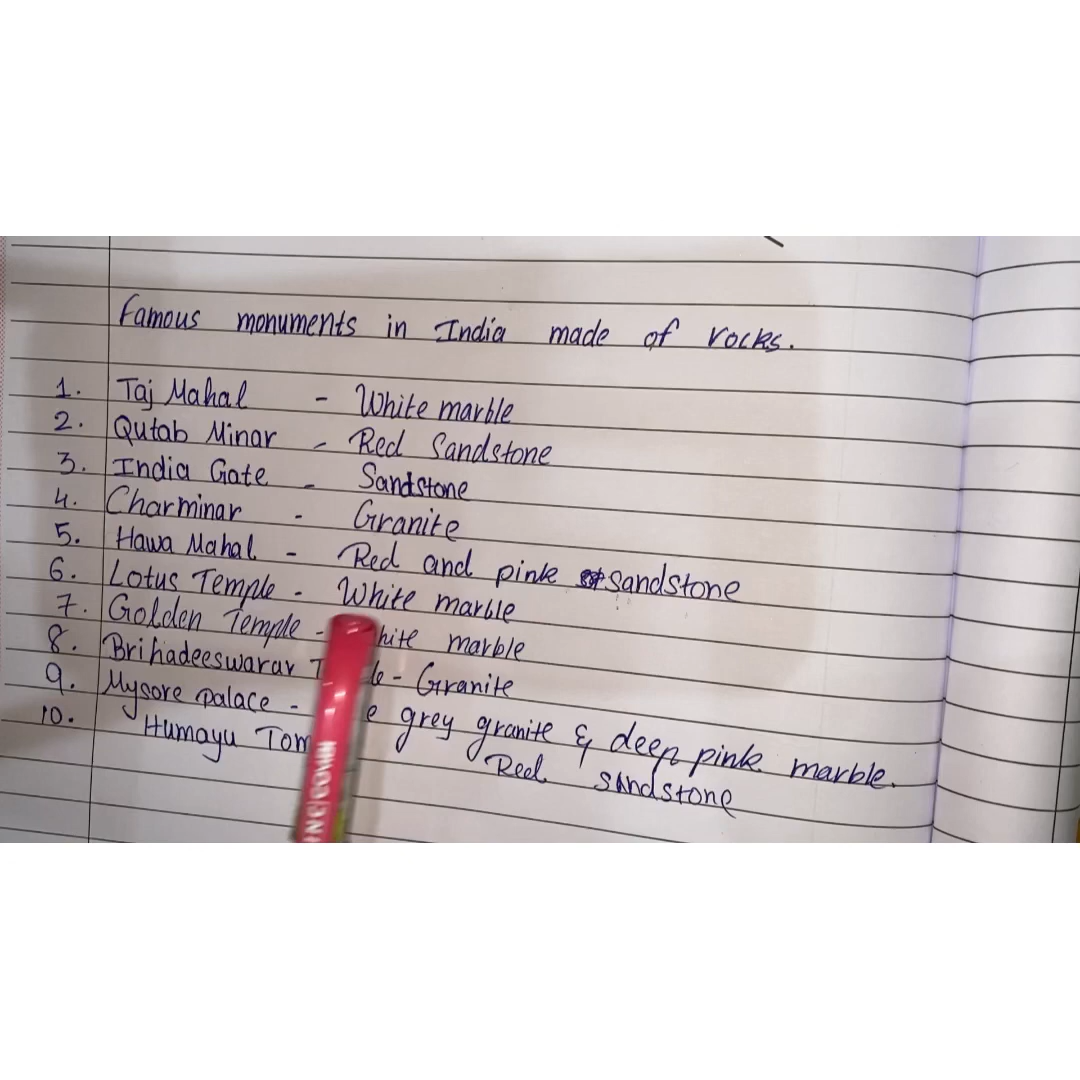 Famous monuments in India made of rocks.
1. Taj Mahal - White marble
2. Qutab Minar - Red Sandstone
3. India Gate - Sandstone
4. Charminar - Granite
5. Hawa Mahal - Red and pink sandstone
6. Lotus Temple - White marble
7. Golden Temple - hite marble
8. Brihadeeswarar T le - Granite
9. Mysore palace - e grey granite & deep pink marble.
10. Humayu Tom Red sandstone